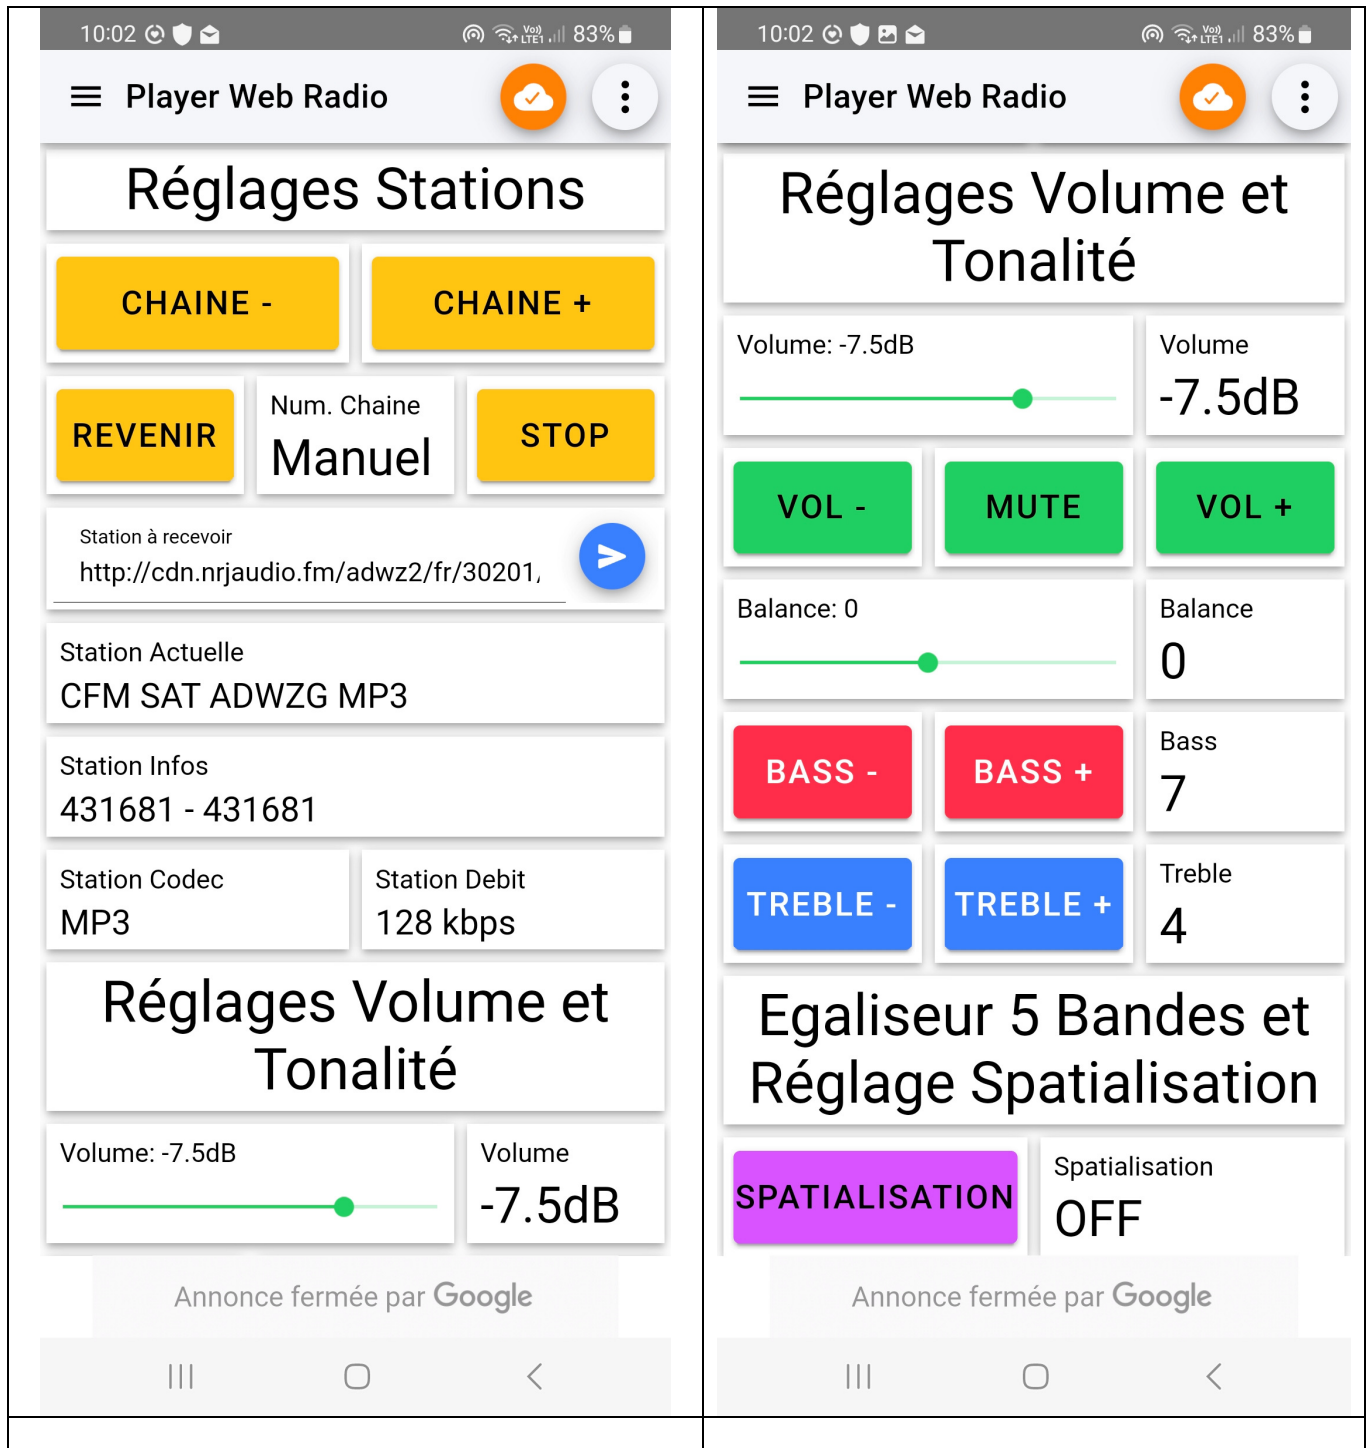 10:02
Vo)) LTE1 83%
Player Web Radio
Réglages Stations
CHAINE -
CHAINE +
REVENIR
Num. Chaine
Manuel
STOP
Station à recevoir
http://cdn.nrjaudio.fm/adwz2/fr/30201/
Station Actuelle
CFM SAT ADWZG MP3
Station Infos
431681 - 431681
Station Codec
MP3
Station Debit
128 kbps
Réglages Volume et
Tonalité
Volume: -7.5dB
Volume
-7.5dB
Annonce fermée par Google
10:02
Vo)) LTE1 83%
Player Web Radio
Réglages Volume et
Tonalité
Volume: -7.5dB
Volume
-7.5dB
VOL -
MUTE
VOL +
Balance: 0
Balance
0
BASS -
BASS +
Bass
7
TREBLE -
TREBLE +
Treble
4
Egaliseur 5 Bandes et
Réglage Spatialisation
SPATIALISATION
Spatialisation
OFF
Annonce fermée par Google